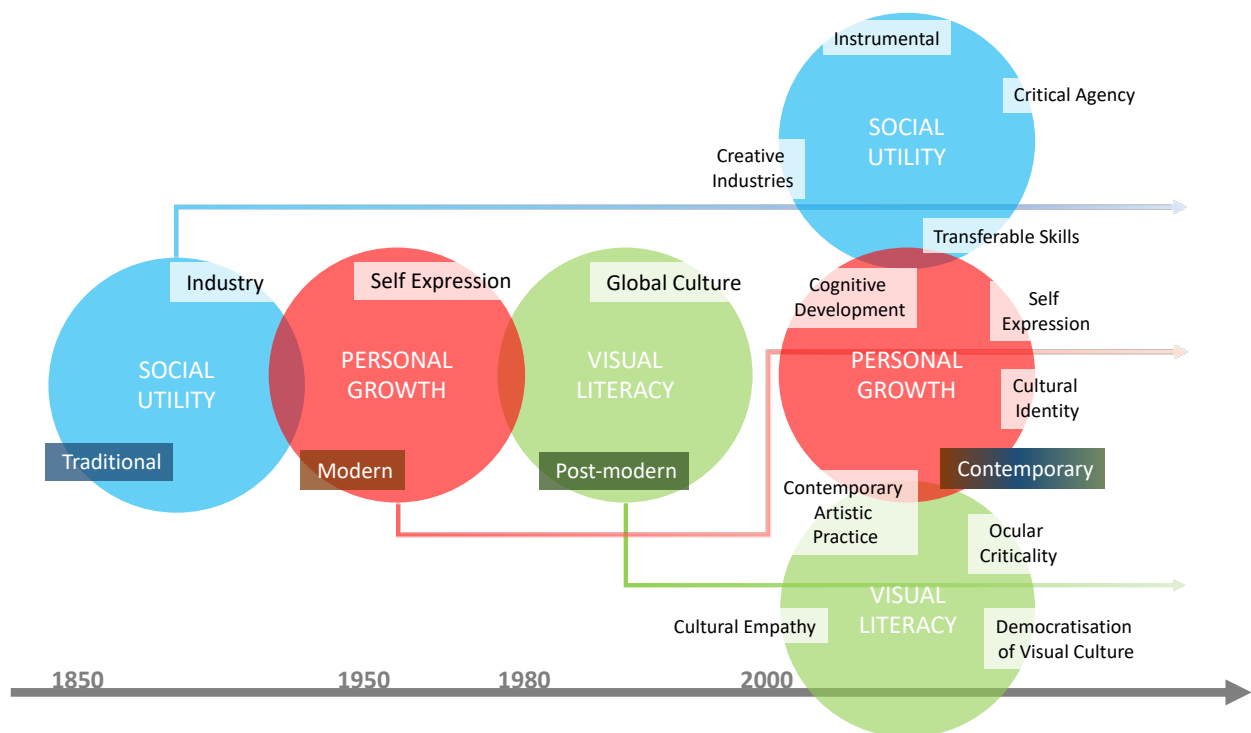 Instrumental
Critical Agency
SOCIAL
UTILITY
Creative
Industries
Transferable Skills
Industry
Self Expression
Global Culture
Cognitive
Development
Self
Expression
SOCIAL
UTILITY
PERSONAL
GROWTH
VISUAL
LITERACY
PERSONAL
GROWTH
Cultural
Identity
Traditional
Modern
Post-modern
Contemporary
Contemporary
Artistic
Practice
Ocular
Criticality
VISUAL
LITERACY
Cultural Empathy
Democratisation
of Visual Culture
1850
1950
1980
2000